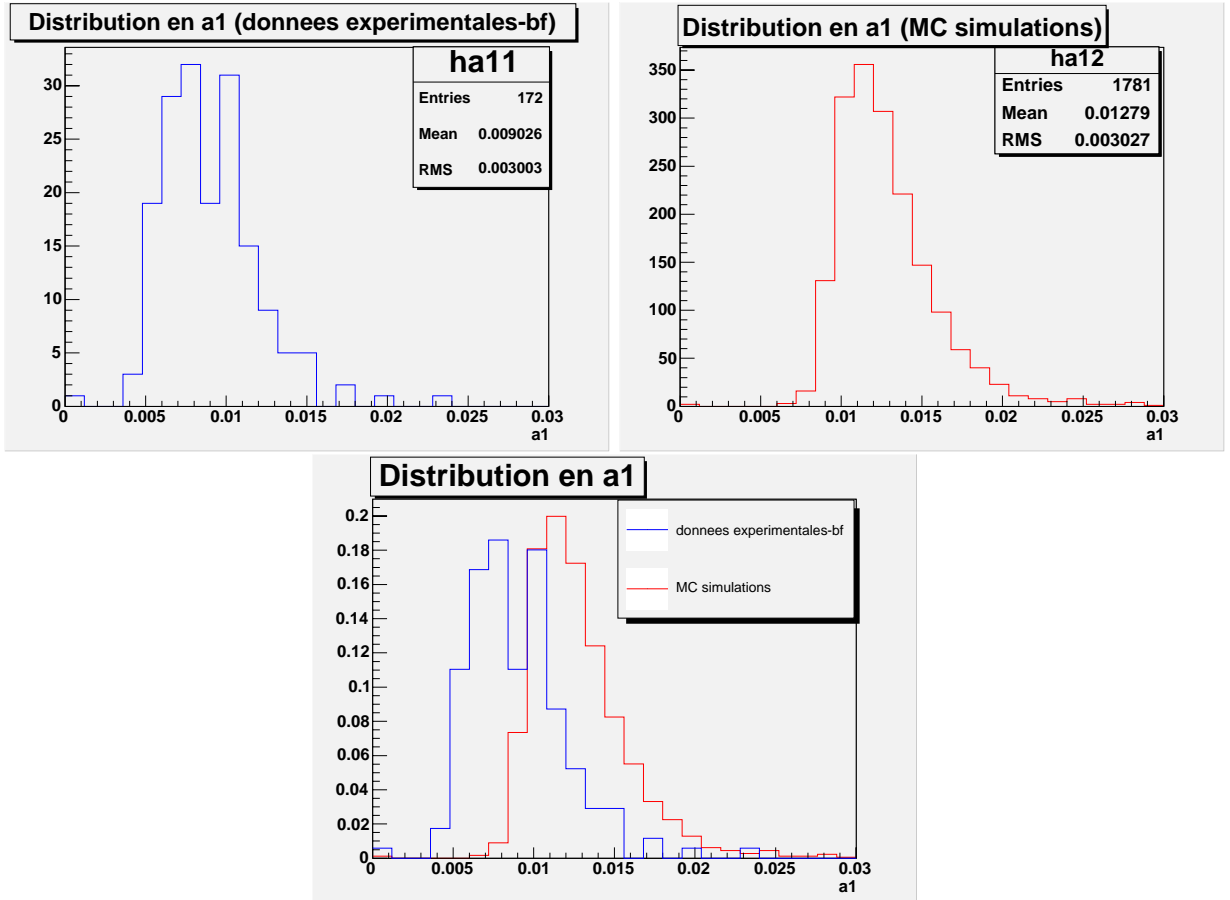 Distribution en a1 (donnees experimentales-bf)
ha11
Entries 172
Mean 0.009026
RMS 0.003003
30
25
20
15
10
5
0
0 0.005 0.01 0.015 0.02 0.025 0.03
a1
Distribution en a1 (MC simulations)
ha12
Entries 1781
Mean 0.01279
RMS 0.003027
350
300
250
200
150
100
50
0
0 0.005 0.01 0.015 0.02 0.025 0.03
a1
Distribution en a1
donnees experimentales-bf
MC simulations
0.2
0.18
0.16
0.14
0.12
0.1
0.08
0.06
0.04
0.02
0
0 0.005 0.01 0.015 0.02 0.025 0.03
a1